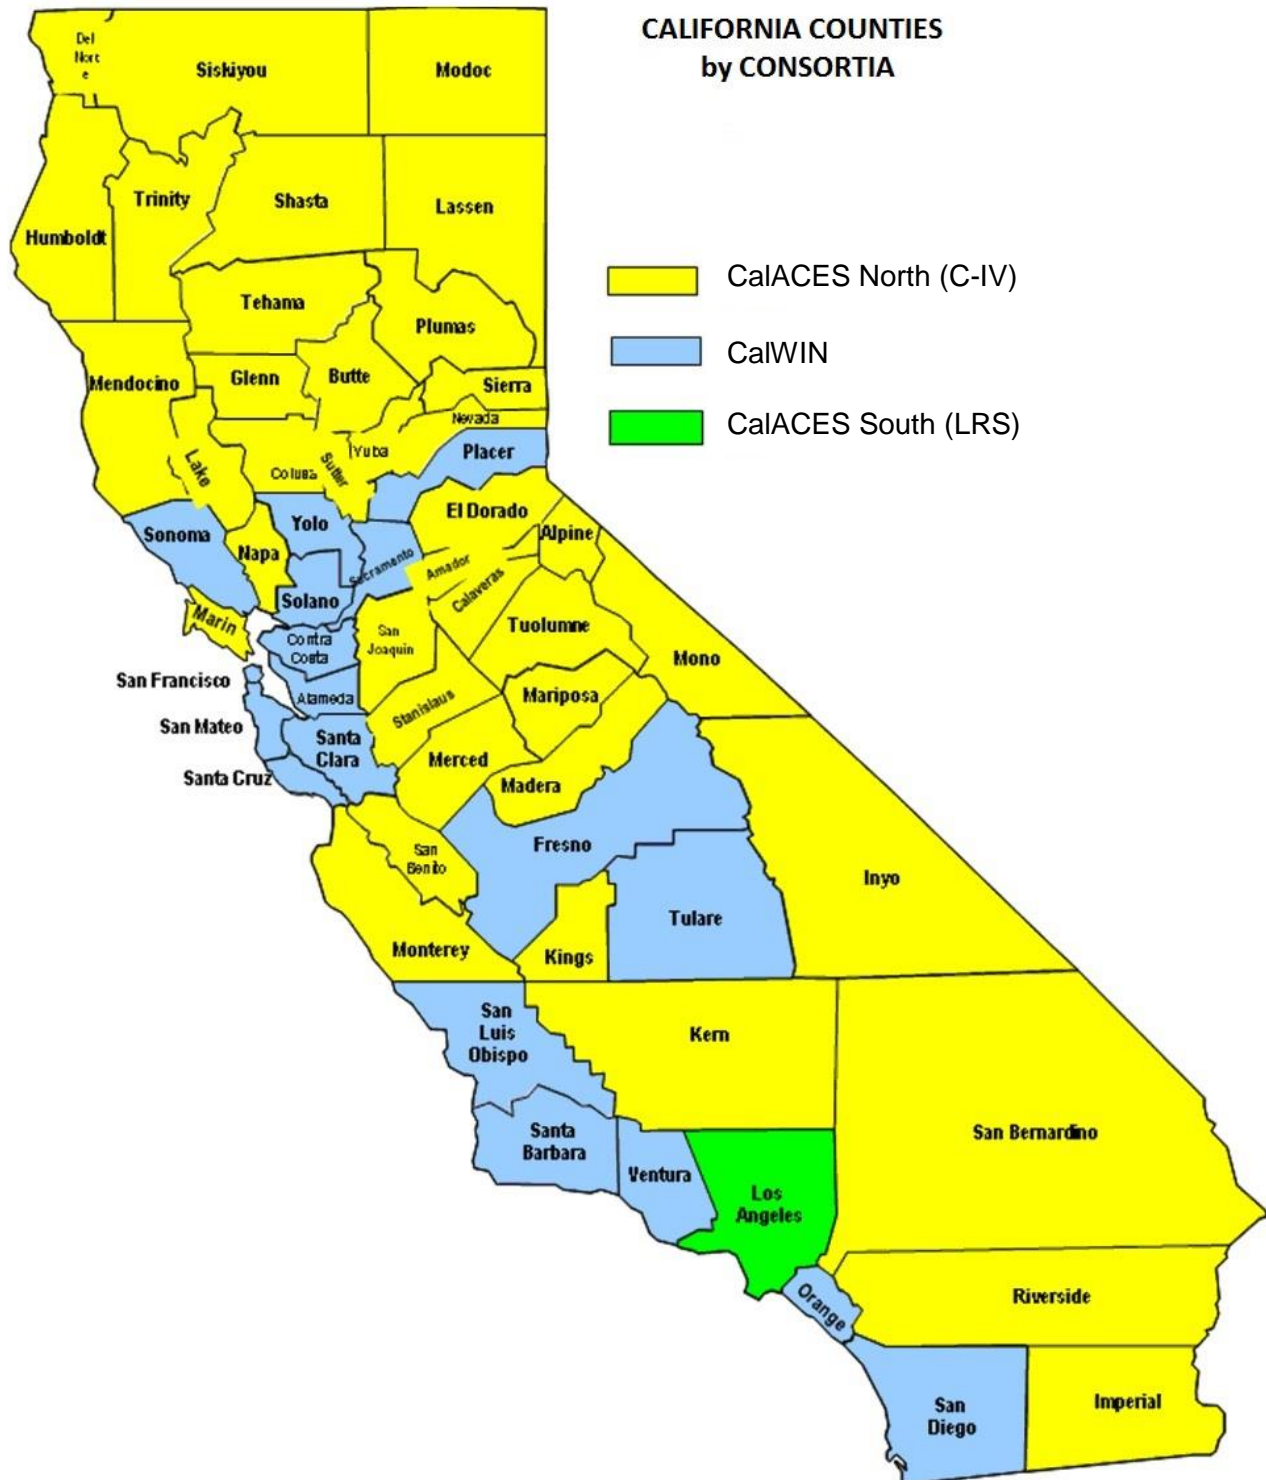 CALIFORNIA COUNTIES
by CONSORTIA
Del
Nort
e
Siskiyou
Modoc
Trinity
Shasta
Lassen
Humboldt
CalACES North (C-IV)
Tehama
Plumas
CalWIN
Mendocino
Glenn
Butte
Sierra
Nevada
CalACES South (LRS)
Yuba
Placer
Lake
Colusa
Sutter
El Dorado
Sonoma
Yolo
Alpine
Napa
Sacramento
Amador
Calaveras
Solano
Marin
Tuolumne
Contra
Costa
San
Joaquin
Mono
San Francisco
Alameda
Stanislaus
Mariposa
San Mateo
Santa
Clara
Merced
Santa Cruz
Madera
Fresno
San
Benito
Inyo
Tulare
Monterey
Kings
San
Luis
Obispo
Kern
Santa
Barbara
San Bernardino
Ventura
Los
Angeles
Orange
Riverside
San
Diego
Imperial